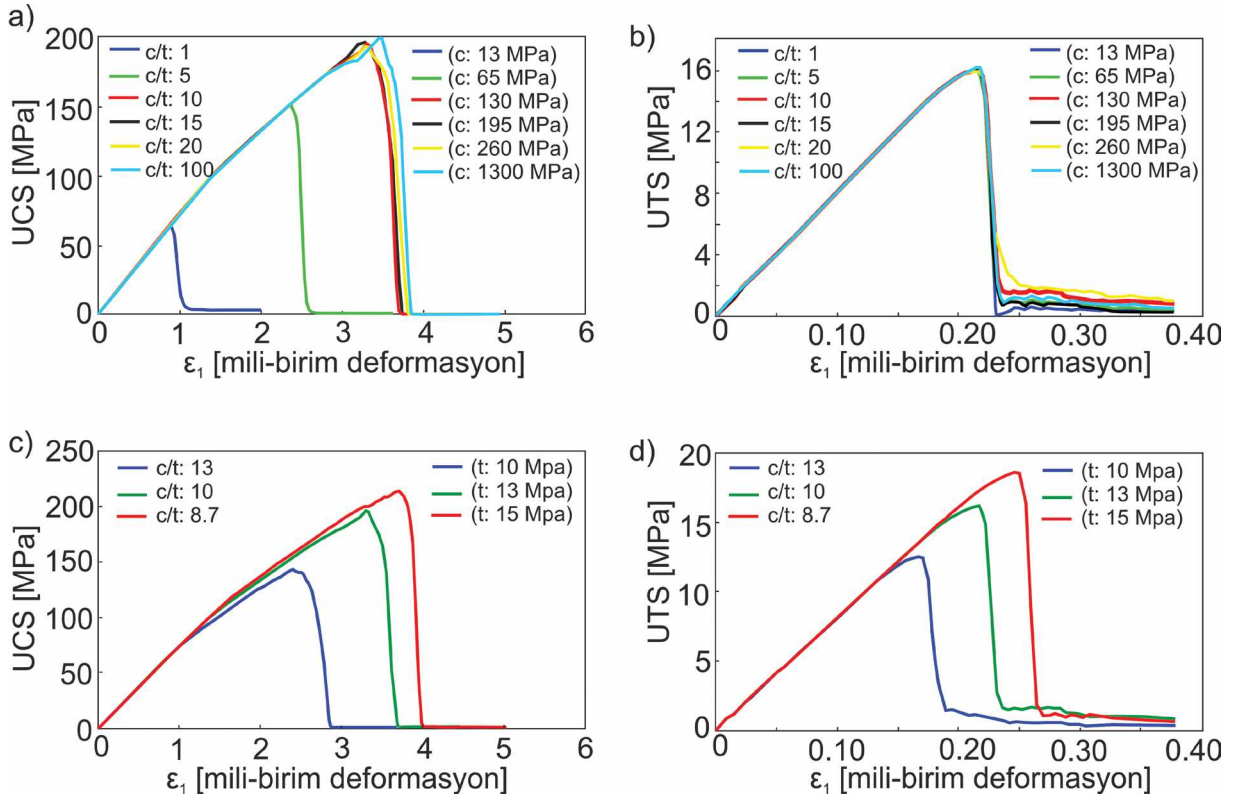 a)
UCS [MPa]
200
150
100
50
0
c/t: 1
c/t: 5
c/t: 10
c/t: 15
c/t: 20
c/t: 100
(c: 13 MPa)
(c: 65 MPa)
(c: 130 MPa)
(c: 195 MPa)
(c: 260 MPa)
(c: 1300 MPa)
0 1 2 3 4 5 6
ε1 [mili-birim deformasyon]
b)
UTS [MPa]
16
12
8
4
0
c/t: 1
c/t: 5
c/t: 10
c/t: 15
c/t: 20
c/t: 100
(c: 13 MPa)
(c: 65 MPa)
(c: 130 MPa)
(c: 195 MPa)
(c: 260 MPa)
(c: 1300 MPa)
0 0.10 0.20 0.30 0.40
ε1 [mili-birim deformasyon]
c)
UCS [MPa]
250
200
150
100
50
0
c/t: 13
c/t: 10
c/t: 8.7
(t: 10 Mpa)
(t: 13 Mpa)
(t: 15 Mpa)
0 1 2 3 4 5 6
ε1 [mili-birim deformasyon]
d)
UTS [MPa]
20
15
10
5
0
c/t: 13
c/t: 10
c/t: 8.7
(t: 10 Mpa)
(t: 13 Mpa)
(t: 15 Mpa)
0 0.10 0.20 0.30 0.40
ε1 [mili-birim deformasyon]